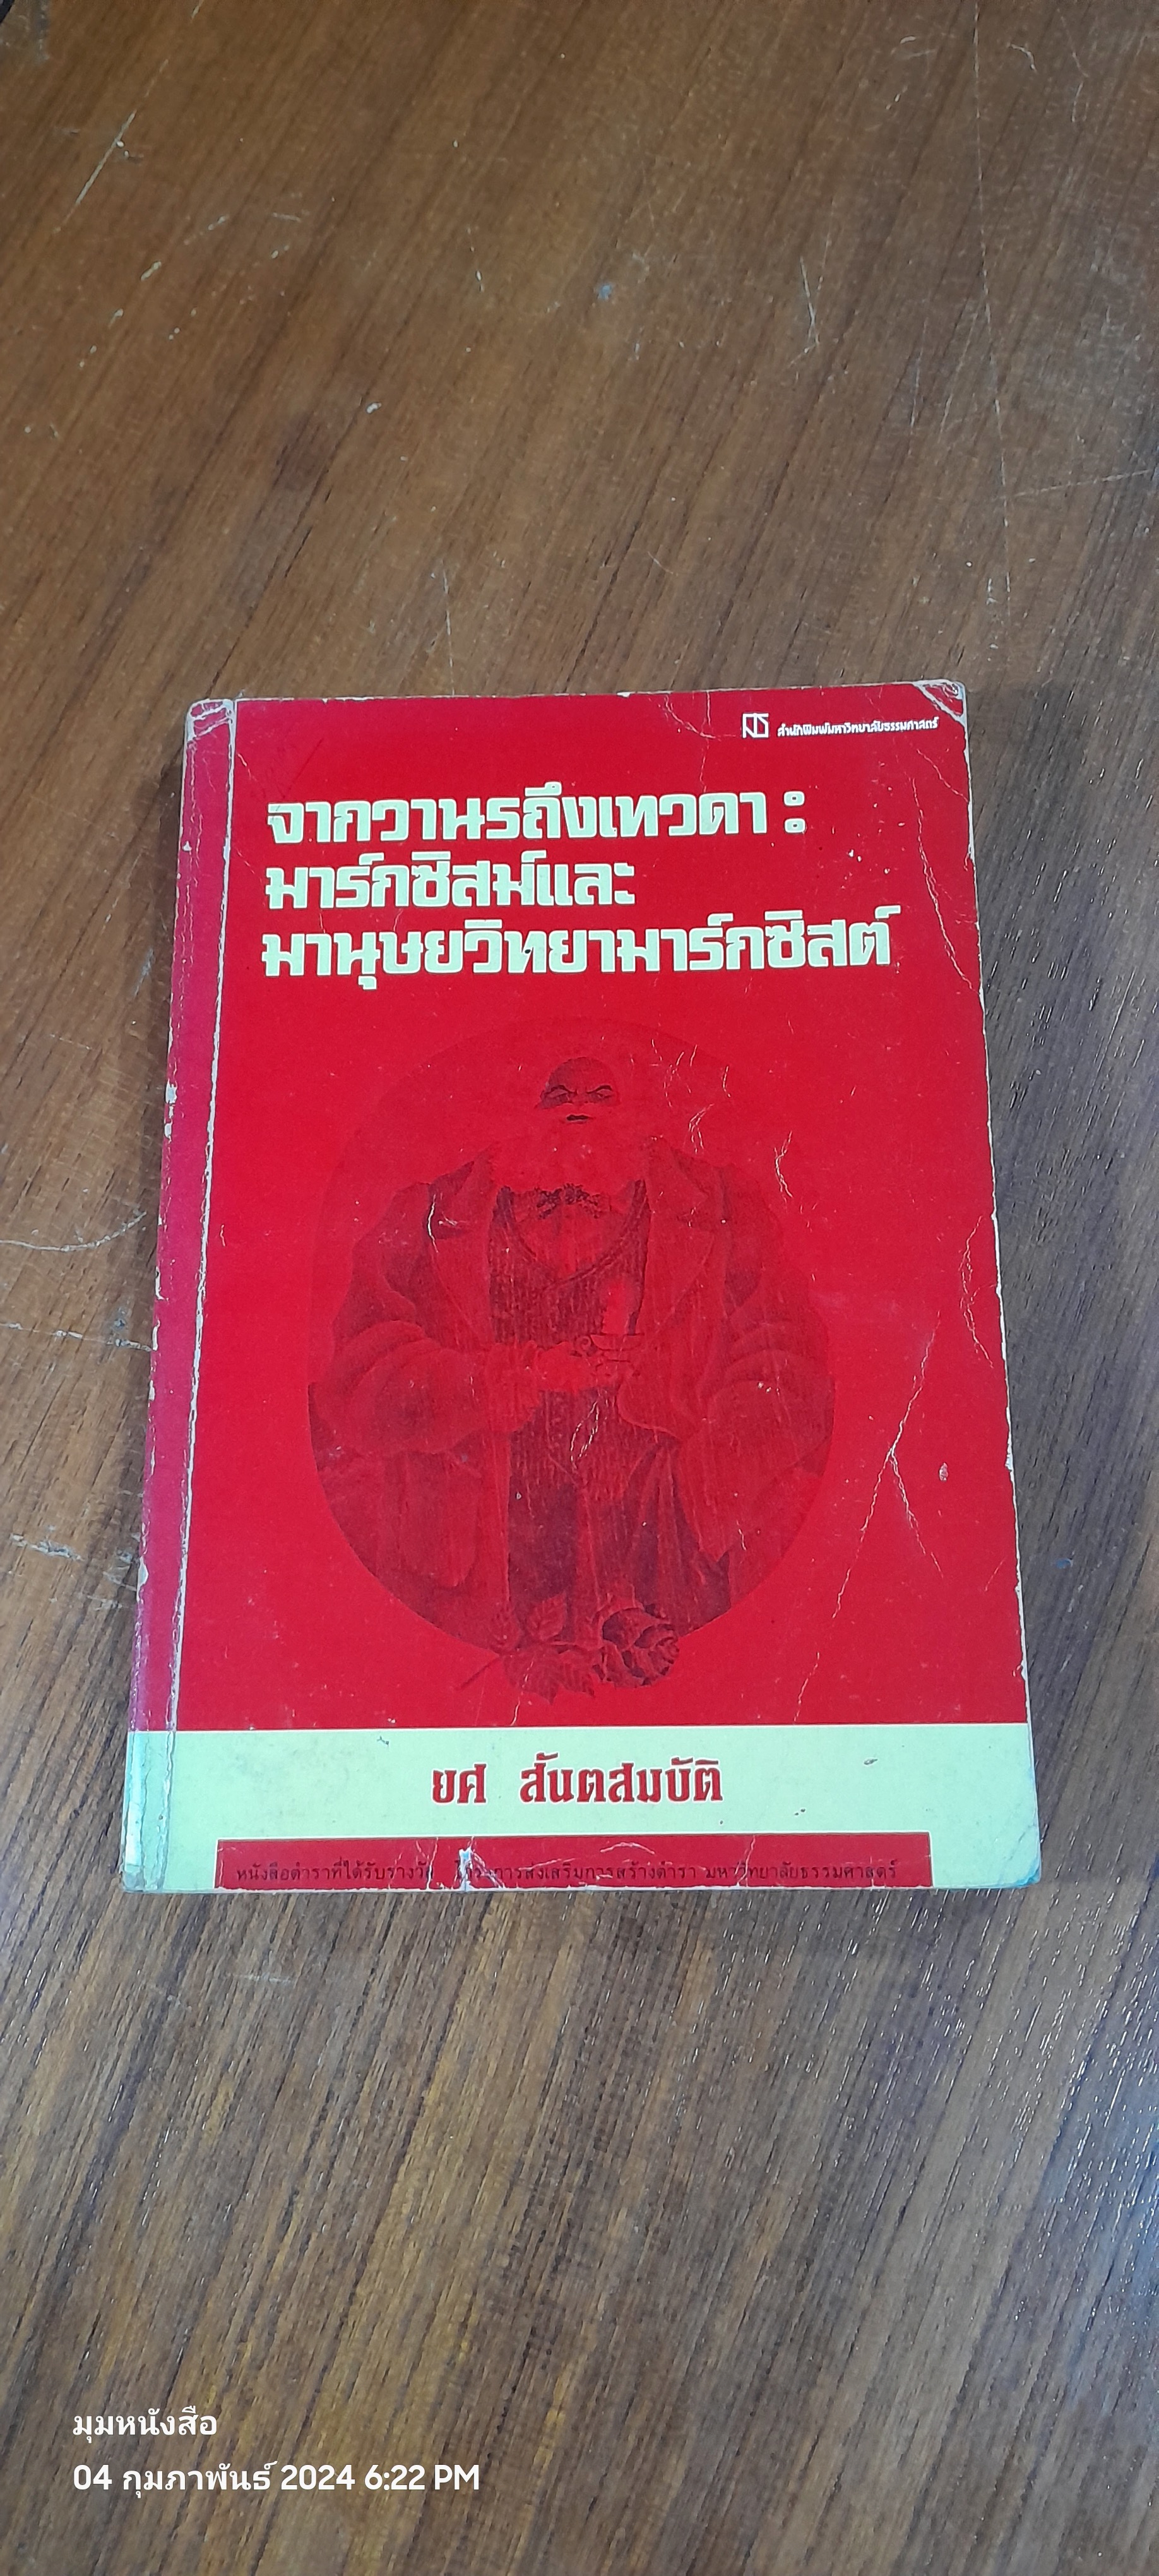 สำนักพิมพ์มหาวิทยาลัยธรรมศาสตร์
จากวานรถึงเทวดา :
มาร์กซิสม์และ
มานุษยวิทยามาร์กซิสต์
ยศ สันตสมบัติ
หนังสือตำราที่ได้รับรางวัล โครงการส่งเสริมการสร้างตำรา มหาวิทยาลัยธรรมศาสตร์
มุมหนังสือ
04 กุมภาพันธ์ 2024 6:22 PM